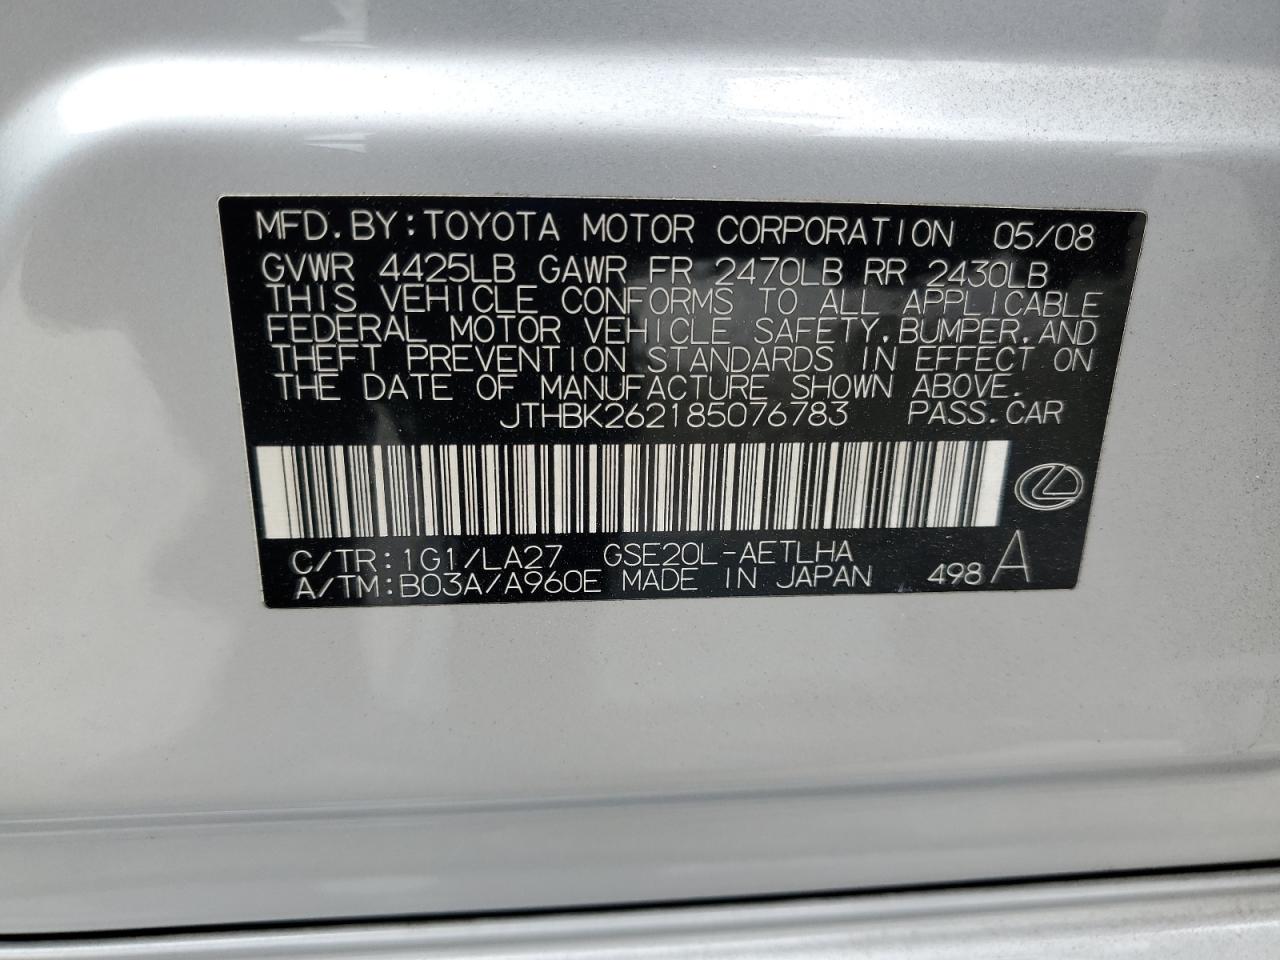 MFD.BY:TOYOTA MOTOR CORPORATION 05/08
GVWR 4425LB GAWR FR 2470LB RR 2430LB
THIS VEHICLE CONFORMS TO ALL APPLICABLE
FEDERAL MOTOR VEHICLE SAFETY,BUMPER,AND
THEFT PREVENTION STANDARDS IN EFFECT ON
THE DATE OF MANUFACTURE SHOWN ABOVE.
JTHBK262185076783 PASS.CAR
C/TR:1G1/LA27 GSE20L-AETLHA
A/TM:B03A/A960E MADE IN JAPAN 498 A